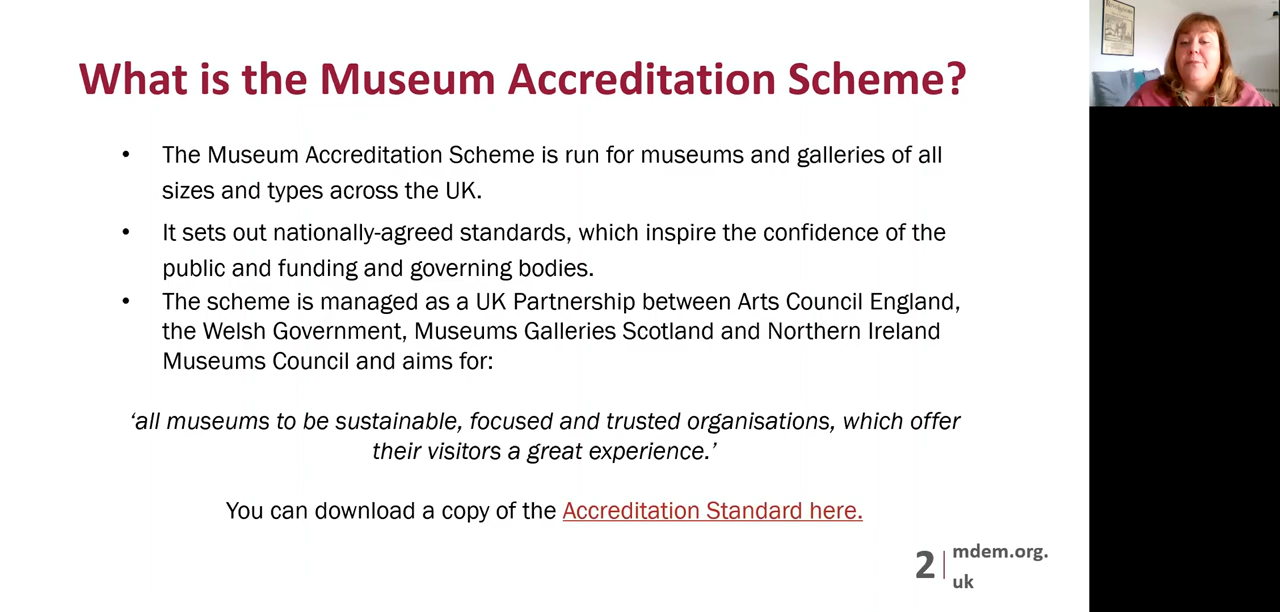 What is the Museum Accreditation Scheme?
• The Museum Accreditation Scheme is run for museums and galleries of all
sizes and types across the UK.
• It sets out nationally-agreed standards, which inspire the confidence of the
public and funding and governing bodies.
• The scheme is managed as a UK Partnership between Arts Council England,
the Welsh Government, Museums Galleries Scotland and Northern Ireland
Museums Council and aims for:
‘all museums to be sustainable, focused and trusted organisations, which offer
their visitors a great experience.’
You can download a copy of the Accreditation Standard here.
2
mdem.org.
uk